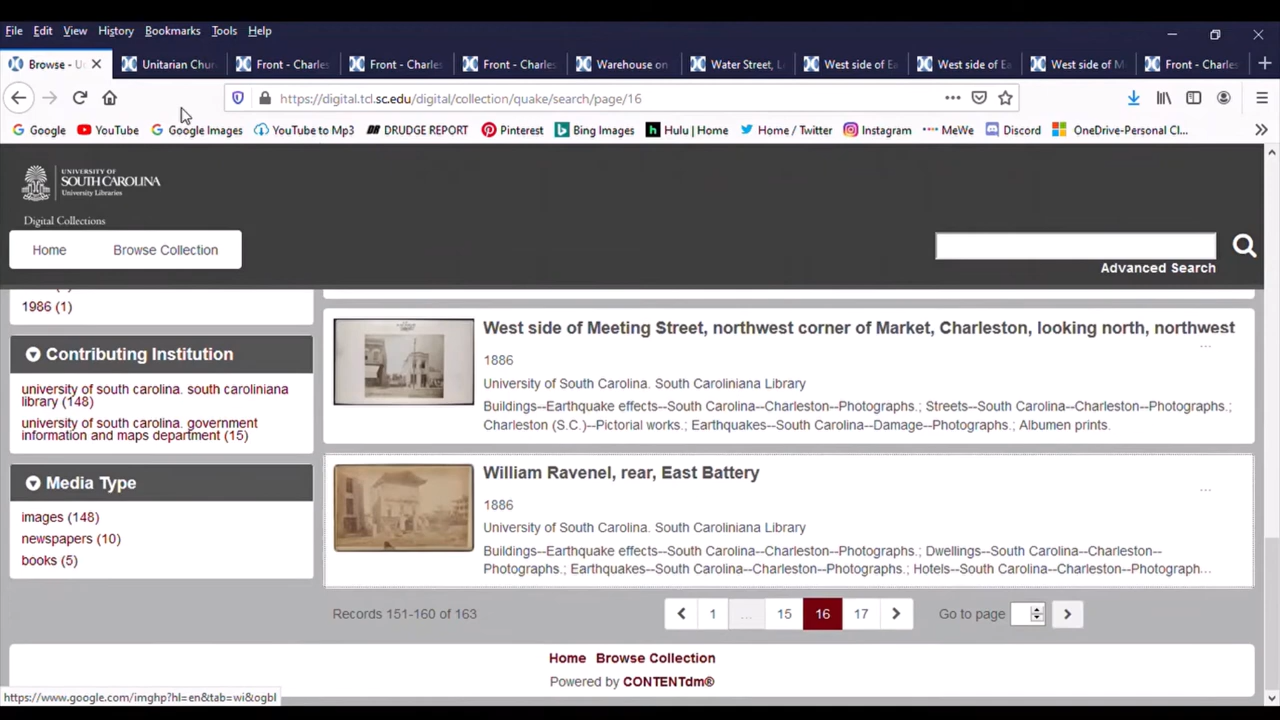 File Edit View History Bookmarks Tools Help
Browse - U Unitarian Chur Front - Charles Front - Charles Front - Charles Warehouse on Water Street, L West side of Ea West side of Ea West side of M Front - Charles
https://digital.tcl.sc.edu/digital/collection/quake/search/page/16
Google YouTube Google Images YouTube to Mp3 DRUDGE REPORT Pinterest Bing Images Hulu | Home Home / Twitter Instagram MeWe Discord OneDrive-Personal Cl...
UNIVERSITY OF
SOUTH CAROLINA
University Libraries
Digital Collections
Home Browse Collection
Advanced Search
1986 (1)
Contributing Institution
university of south carolina. south caroliniana
library (148)
university of south carolina. government
information and maps department (15)
Media Type
images (148)
newspapers (10)
books (5)
West side of Meeting Street, northwest corner of Market, Charleston, looking north, northwest
...
1886
University of South Carolina. South Caroliniana Library
Buildings--Earthquake effects--South Carolina--Charleston--Photographs.; Streets--South Carolina--Charleston--Photographs.;
Charleston (S.C.)--Pictorial works.; Earthquakes--South Carolina--Damage--Photographs.; Albumen prints.
William Ravenel, rear, East Battery
...
1886
University of South Carolina. South Caroliniana Library
Buildings--Earthquake effects--South Carolina--Charleston--Photographs.; Dwellings--South Carolina--Charleston--
Photographs.; Earthquakes--South Carolina--Damage--Photographs.; Hotels--South Carolina--Charleston--Photograph...
Records 151-160 of 163 1 ... 15 16 17 Go to page
Home Browse Collection
Powered by CONTENTdm®
https://www.google.com/imghp?hl=en&tab=wi&ogbl